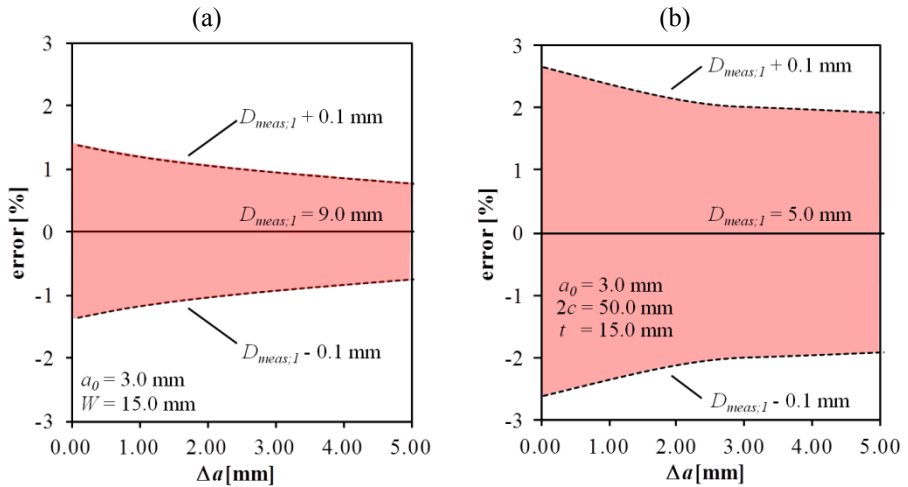 (a)
3
2
1
0
-1
-2
-3
error [%]
D_meas;1 + 0.1 mm
D_meas;1 = 9.0 mm
D_meas;1 - 0.1 mm
a_0 = 3.0 mm
W = 15.0 mm
0.00 1.00 2.00 3.00 4.00 5.00
Δa [mm]
(b)
3
2
1
0
-1
-2
-3
error [%]
D_meas;1 + 0.1 mm
D_meas;1 = 5.0 mm
a_0 = 3.0 mm
2c = 50.0 mm
t = 15.0 mm
D_meas;1 - 0.1 mm
0.00 1.00 2.00 3.00 4.00 5.00
Δa [mm]